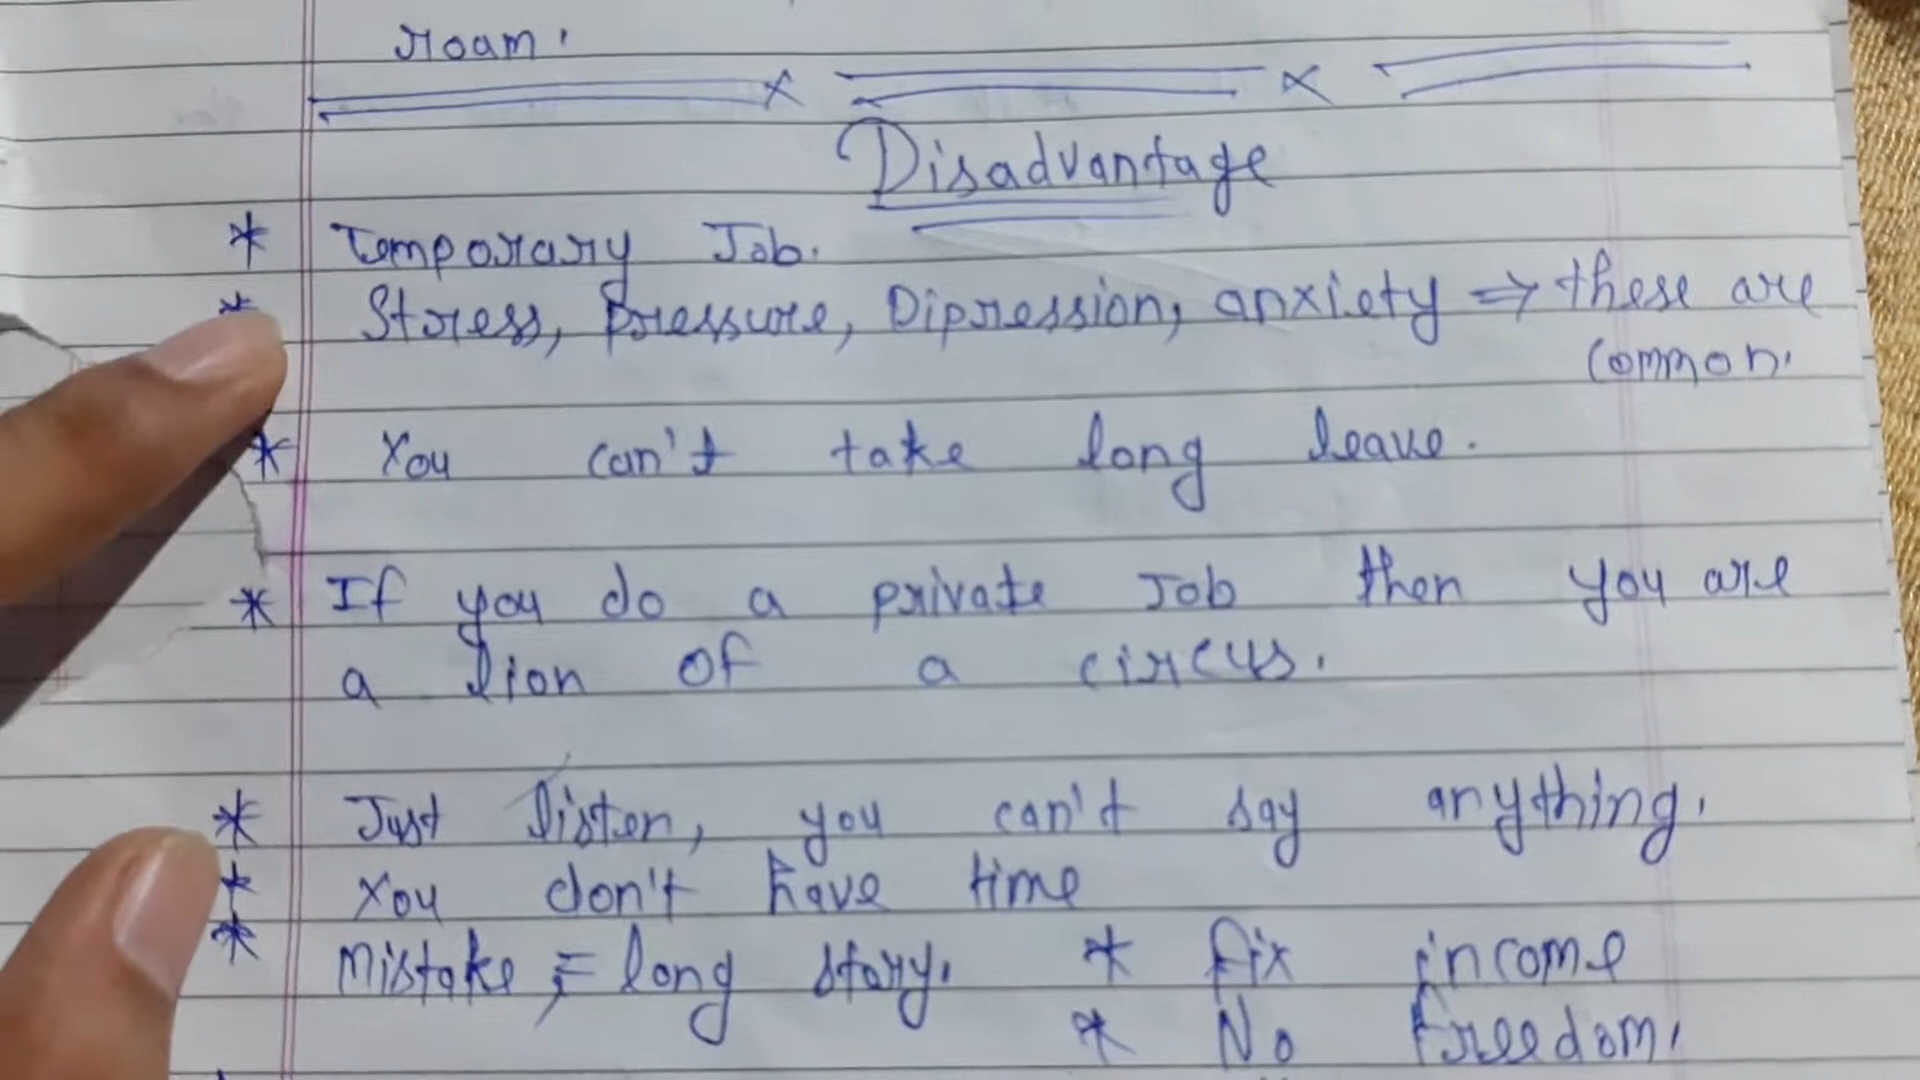 roam.
Disadvantage
* Temporary Job.
* Stress, Pressure, Dipression, anxiety ⇒ these are
common.
* You can't take long leave.
* If you do a private Job then you are
a lion of a circus.
* Just listen, you can't say anything.
* You don't have time
* Mistake, = long story. * fix income
* No freedom.